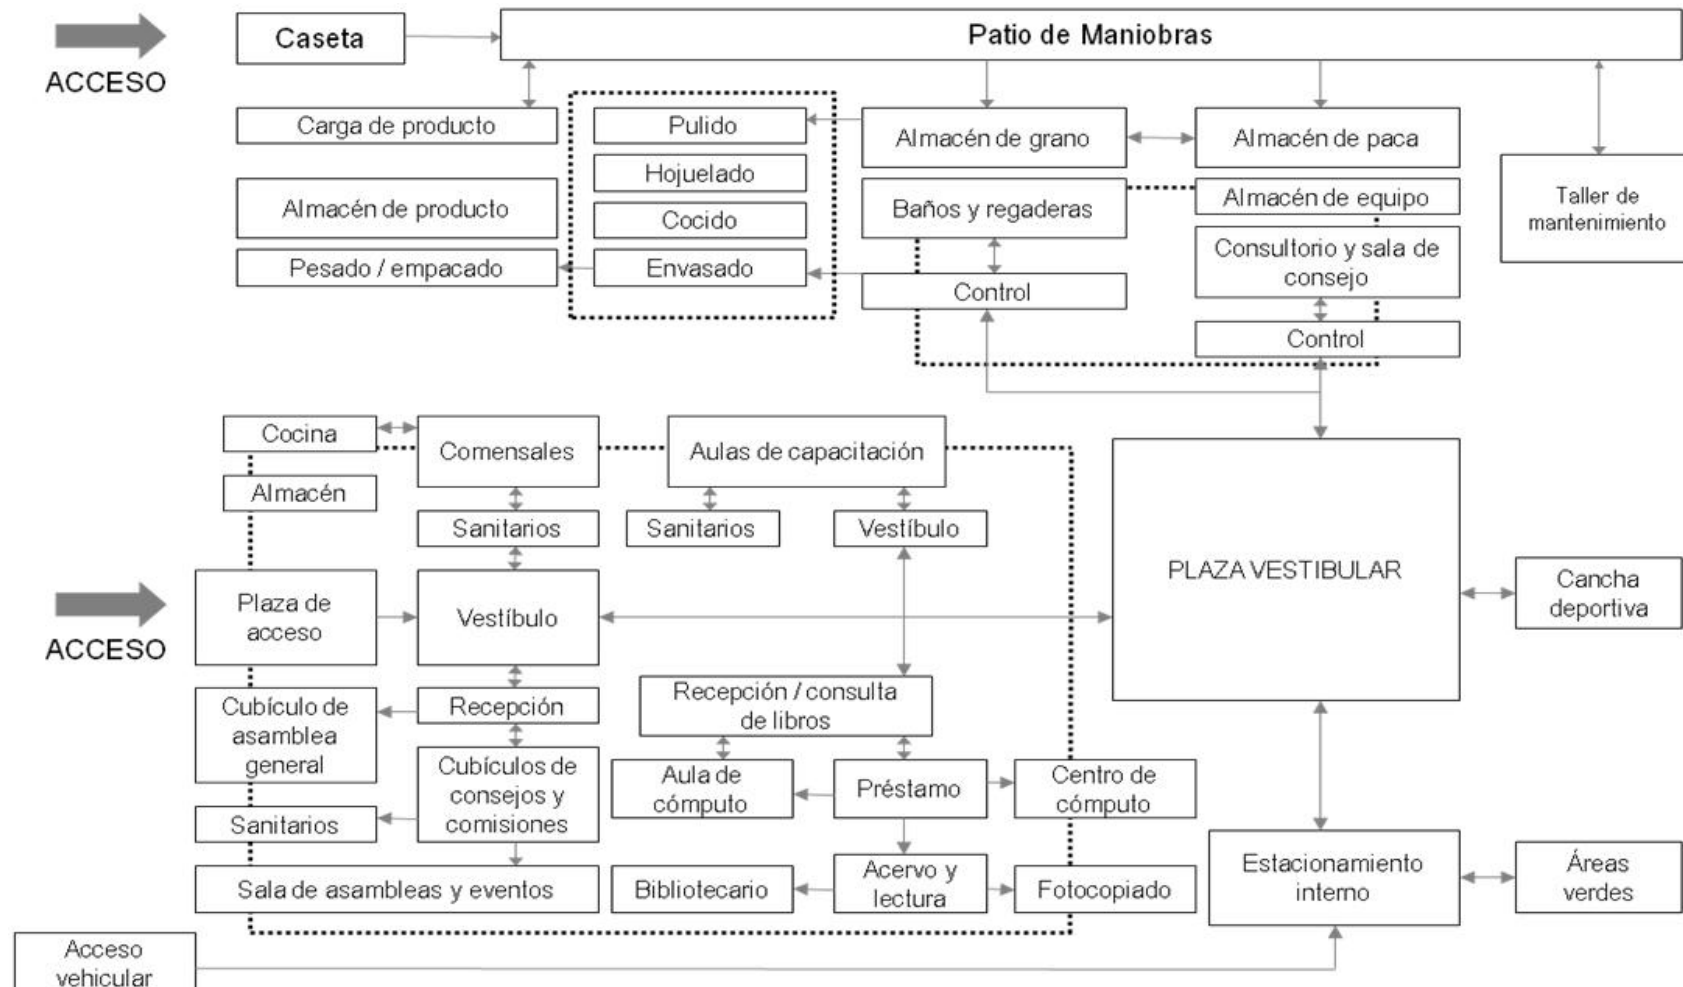 ACCESO
Caseta
Patio de Maniobras
Carga de producto
Pulido
Almacén de grano
Almacén de paca
Hojuelado
Almacén de producto
Cocido
Baños y regaderas
Almacén de equipo
Taller de
mantenimiento
Consultorio y sala de
consejo
Pesado / empacado
Envasado
Control
Control
Cocina
Comensales
Aulas de capacitación
Almacén
Sanitarios
Sanitarios
Vestíbulo
ACCESO
Plaza de
acceso
Vestíbulo
PLAZA VESTIBULAR
Cancha
deportiva
Cubículo de
asamblea
general
Recepción
Recepción / consulta
de libros
Cubículos de
consejos y
comisiones
Aula de
cómputo
Préstamo
Centro de
cómputo
Sanitarios
Sala de asambleas y eventos
Bibliotecario
Acervo y
lectura
Fotocopiado
Estacionamiento
interno
Áreas
verdes
Acceso
vehicular